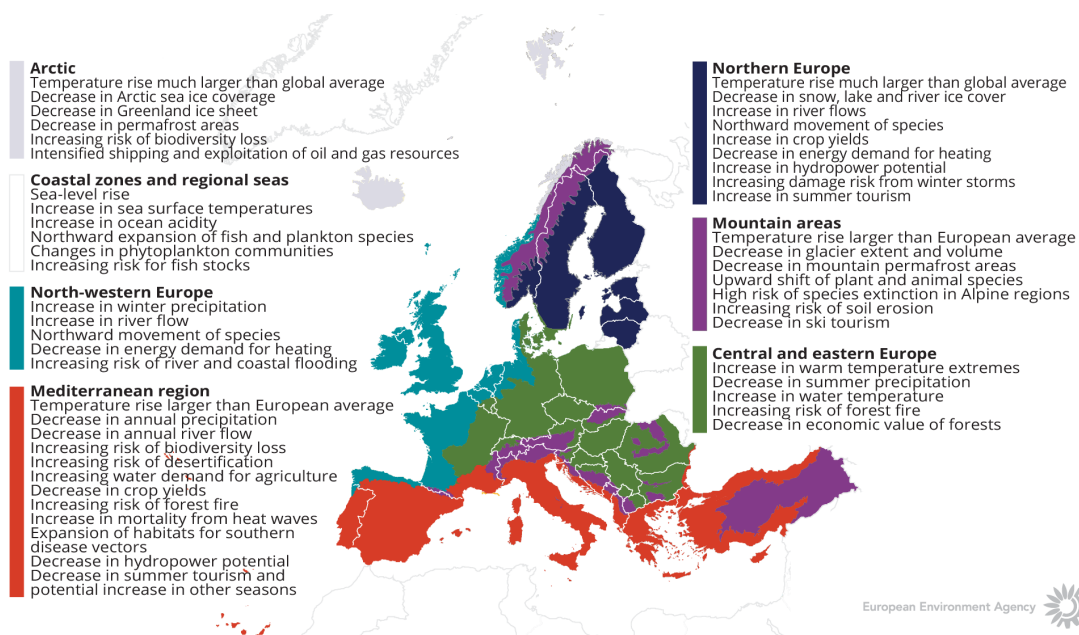 Arctic
Temperature rise much larger than global average
Decrease in Arctic sea ice coverage
Decrease in Greenland ice sheet
Decrease in permafrost areas
Increasing risk of biodiversity loss
Intensified shipping and exploitation of oil and gas resources
Coastal zones and regional seas
Sea-level rise
Increase in sea surface temperatures
Increase in ocean acidity
Northward expansion of fish and plankton species
Changes in phytoplankton communities
Increasing risk for fish stocks
North-western Europe
Increase in winter precipitation
Increase in river flow
Northward movement of species
Decrease in energy demand for heating
Increasing risk of river and coastal flooding
Mediterranean region
Temperature rise larger than European average
Decrease in annual precipitation
Decrease in annual river flow
Increasing risk of biodiversity loss
Increasing risk of desertification
Increasing water demand for agriculture
Decrease in crop yields
Increasing risk of forest fire
Increase in mortality from heat waves
Expansion of habitats for southern
disease vectors
Decrease in hydropower potential
Decrease in summer tourism and
potential increase in other seasons
Northern Europe
Temperature rise much larger than global average
Decrease in snow, lake and river ice cover
Increase in river flows
Northward movement of species
Increase in crop yields
Decrease in energy demand for heating
Increase in hydropower potential
Increasing damage risk from winter storms
Increase in summer tourism
Mountain areas
Temperature rise larger than European average
Decrease in glacier extent and volume
Decrease in mountain permafrost areas
Upward shift of plant and animal species
High risk of species extinction in Alpine regions
Increasing risk of soil erosion
Decrease in ski tourism
Central and eastern Europe
Increase in warm temperature extremes
Decrease in summer precipitation
Increase in water temperature
Increasing risk of forest fire
Decrease in economic value of forests
European Environment Agency